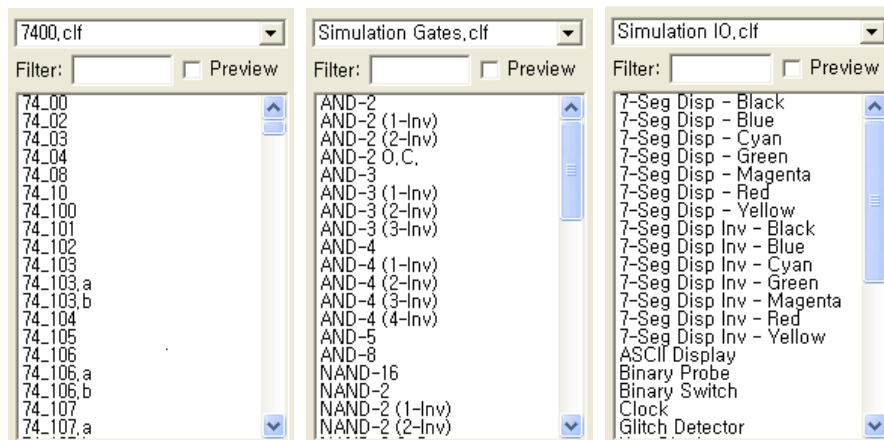 7400.clf
Filter:
Preview
74_00
74_02
74_03
74_04
74_08
74_10
74_100
74_101
74_102
74_103
74_103.a
74_103.b
74_104
74_105
74_106
74_106.a
74_106.b
74_107
74_107.a
Simulation Gates.clf
Filter:
Preview
AND-2
AND-2 (1-Inv)
AND-2 (2-Inv)
AND-2 O.C.
AND-3
AND-3 (1-Inv)
AND-3 (2-Inv)
AND-3 (3-Inv)
AND-4
AND-4 (1-Inv)
AND-4 (2-Inv)
AND-4 (3-Inv)
AND-4 (4-Inv)
AND-5
AND-8
NAND-16
NAND-2
NAND-2 (1-Inv)
NAND-2 (2-Inv)
Simulation IO.clf
Filter:
Preview
7-Seg Disp - Black
7-Seg Disp - Blue
7-Seg Disp - Cyan
7-Seg Disp - Green
7-Seg Disp - Magenta
7-Seg Disp - Red
7-Seg Disp - Yellow
7-Seg Disp Inv - Black
7-Seg Disp Inv - Blue
7-Seg Disp Inv - Cyan
7-Seg Disp Inv - Green
7-Seg Disp Inv - Magenta
7-Seg Disp Inv - Red
7-Seg Disp Inv - Yellow
ASCII Display
Binary Probe
Binary Switch
Clock
Glitch Detector